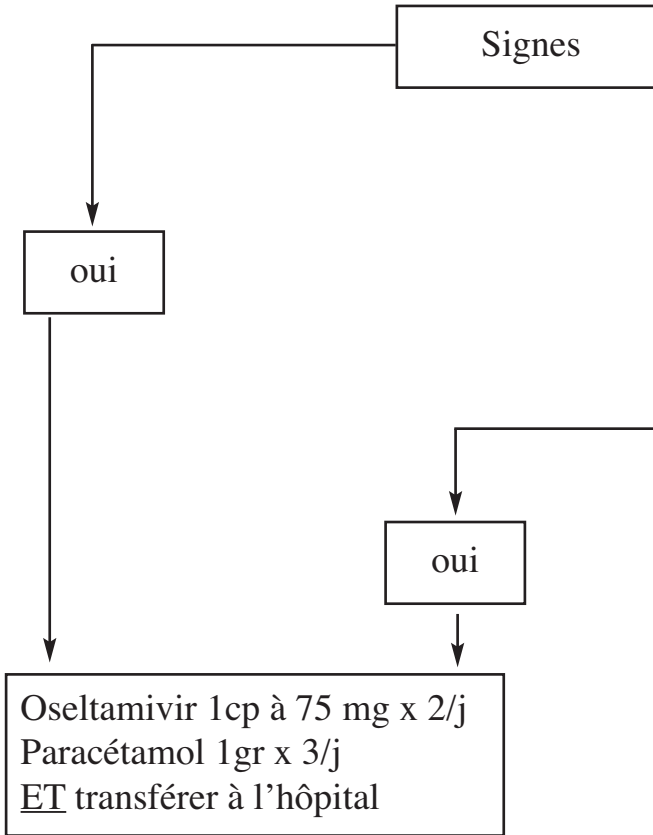 Signes
oui
oui
Oseltamivir 1cp à 75 mg x 2/j
Paracétamol 1gr x 3/j
ET transférer à l’hôpital